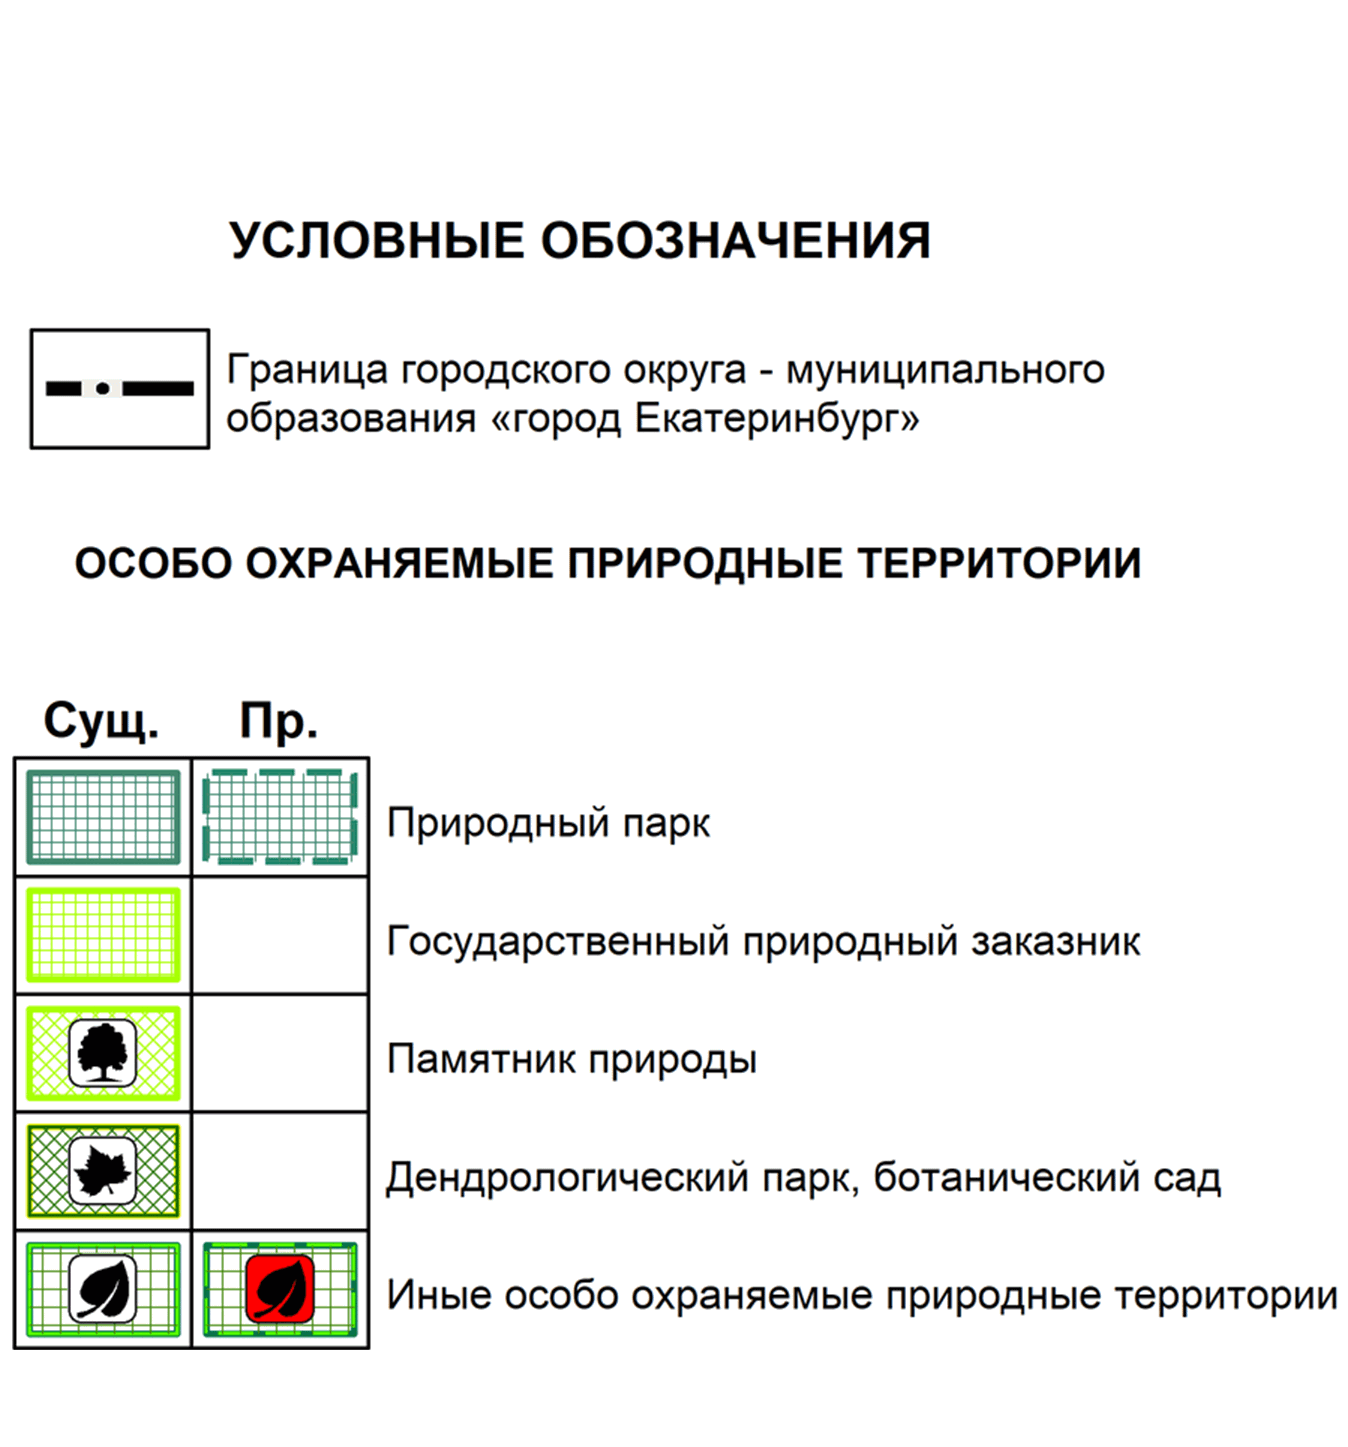 УСЛОВНЫЕ ОБОЗНАЧЕНИЯ
Граница городского округа - муниципального
образования «город Екатеринбург»
ОСОБО ОХРАНЯЕМЫЕ ПРИРОДНЫЕ ТЕРРИТОРИИ
Сущ. Пр.
Природный парк
Государственный природный заказник
Памятник природы
Дендрологический парк, ботанический сад
Иные особо охраняемые природные территории